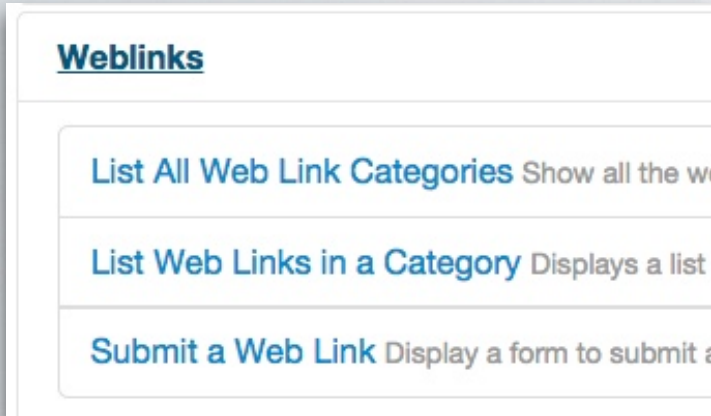 Weblinks
List All Web Link Categories Show all the
List Web Links in a Category Displays a list
Submit a Web Link Display a form to submit